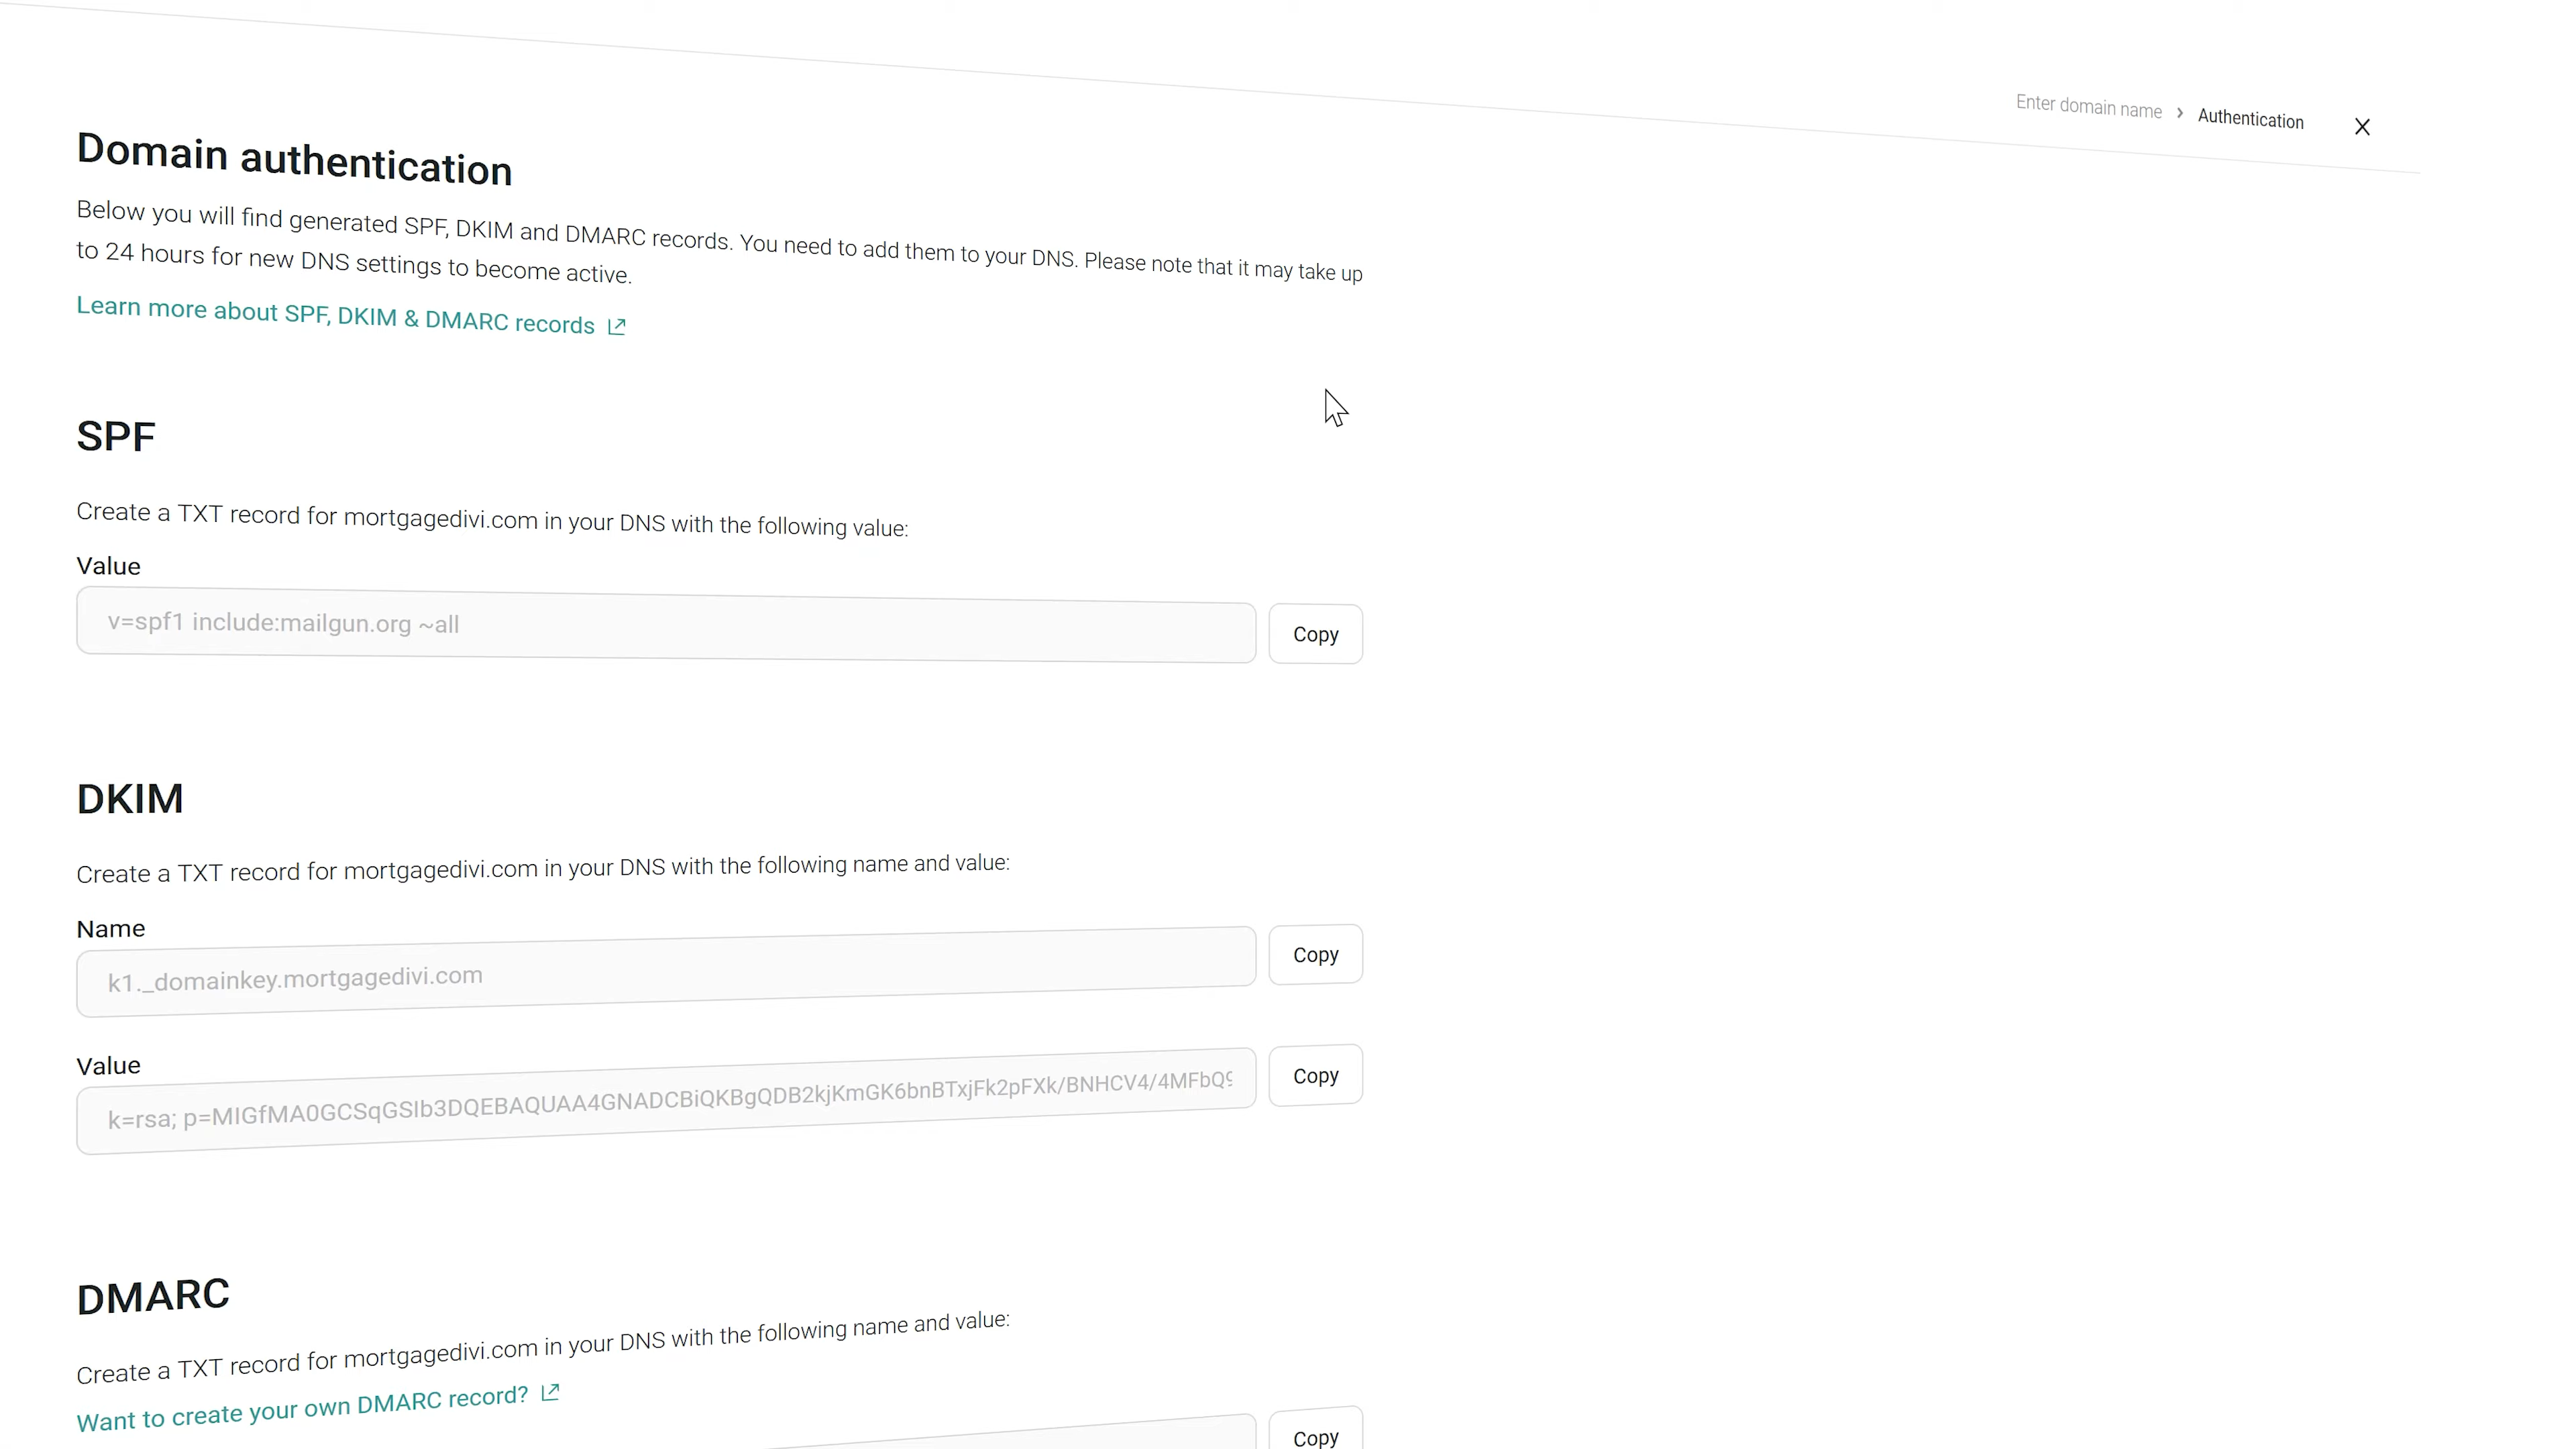 Enter domain name > Authentication
Domain authentication
Below you will find generated SPF, DKIM and DMARC records. You need to add them to your DNS. Please note that it may take up
to 24 hours for new DNS settings to become active.
Learn more about SPF, DKIM & DMARC records
SPF
Create a TXT record for mortgagedivi.com in your DNS with the following value:
Value
v=spf1 include:mailgun.org ~all
Copy
DKIM
Create a TXT record for mortgagedivi.com in your DNS with the following name and value:
Name
k1._domainkey.mortgagedivi.com
Copy
Value
k=rsa; p=MIGfMA0GCSqGSIb3DQEBAQUAA4GNADCBiQKBgQDB2kjKmGK6bnBTxjFk2pFXk/BNHCV4/4MFbQ9
Copy
DMARC
Create a TXT record for mortgagedivi.com in your DNS with the following name and value:
Want to create your own DMARC record?
Copy